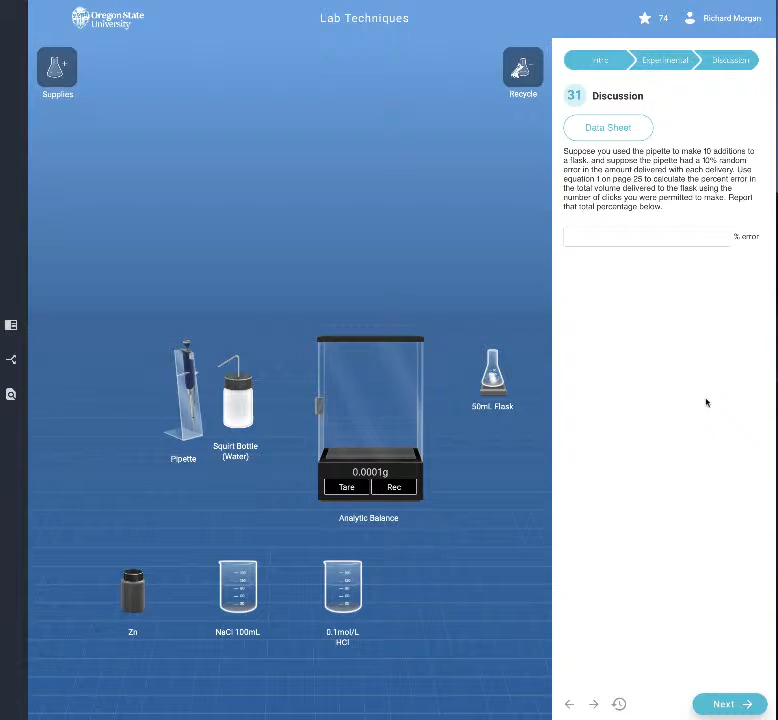 Oregon State
University
Lab Techniques
74
Richard Morgan
Supplies
Recycle
Intro
Experimental
Discussion
31 Discussion
Data Sheet
Suppose you used the pipette to make 10 additions to
a flask, and suppose the pipette had a 10% random
error in the amount delivered with each delivery. Use
equation 1 on page 25 to calculate the percent error in
the total volume delivered to the flask using the
number of clicks you were permitted to make. Report
that total percentage below.
% error
50mL Flask
Squirt Bottle
(Water)
Pipette
0.0001g
Tare
Rec
Analytic Balance
Zn
NaCl 100mL
0.1mol/L
HCl
Next